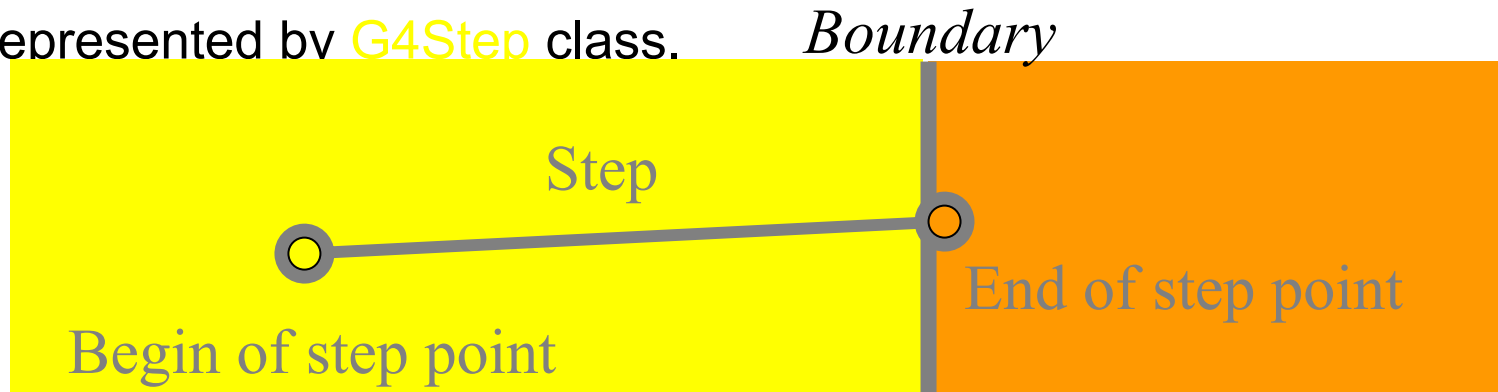 epresented by G4Step class.
Boundary
Step
End of step point
Begin of step point